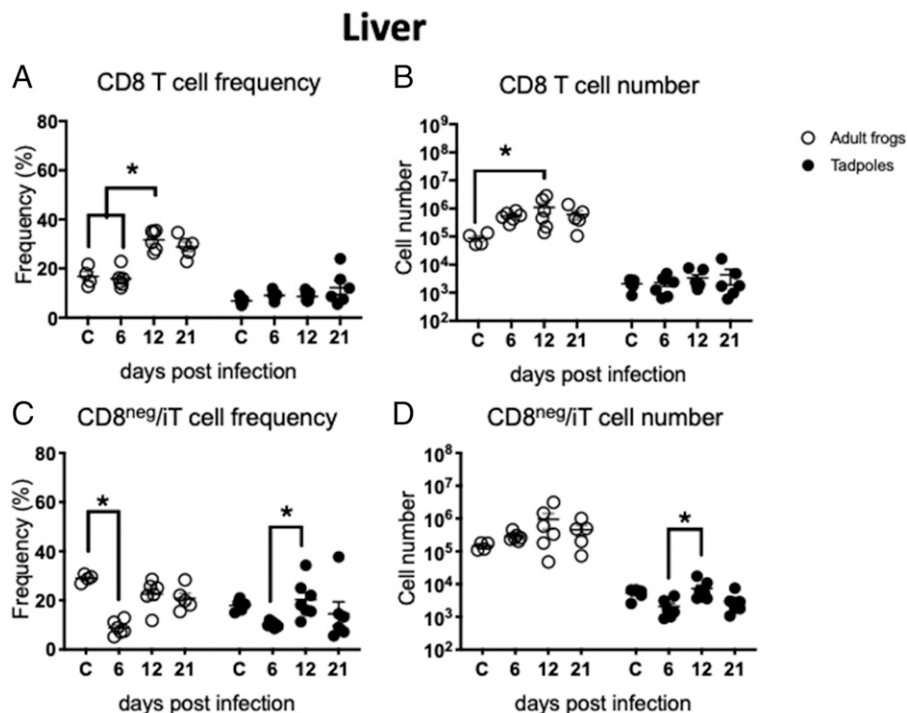 Liver
A
CD8 T cell frequency
Frequency (%)
80
60
40
20
0
*
C 6 12 21 C 6 12 21
days post infection
B
CD8 T cell number
Cell number
10⁹
10⁸
10⁷
10⁶
10⁵
10⁴
10³
10²
*
C 6 12 21 C 6 12 21
days post infection
Adult frogs
Tadpoles
C
CD8ⁿᵉᵍ/iT cell frequency
Frequency (%)
80
60
40
20
0
* *
C 6 12 21 C 6 12 21
days post infection
D
CD8ⁿᵉᵍ/iT cell number
Cell number
10⁸
10⁷
10⁶
10⁵
10⁴
10³
10²
*
C 6 12 21 C 6 12 21
days post infection